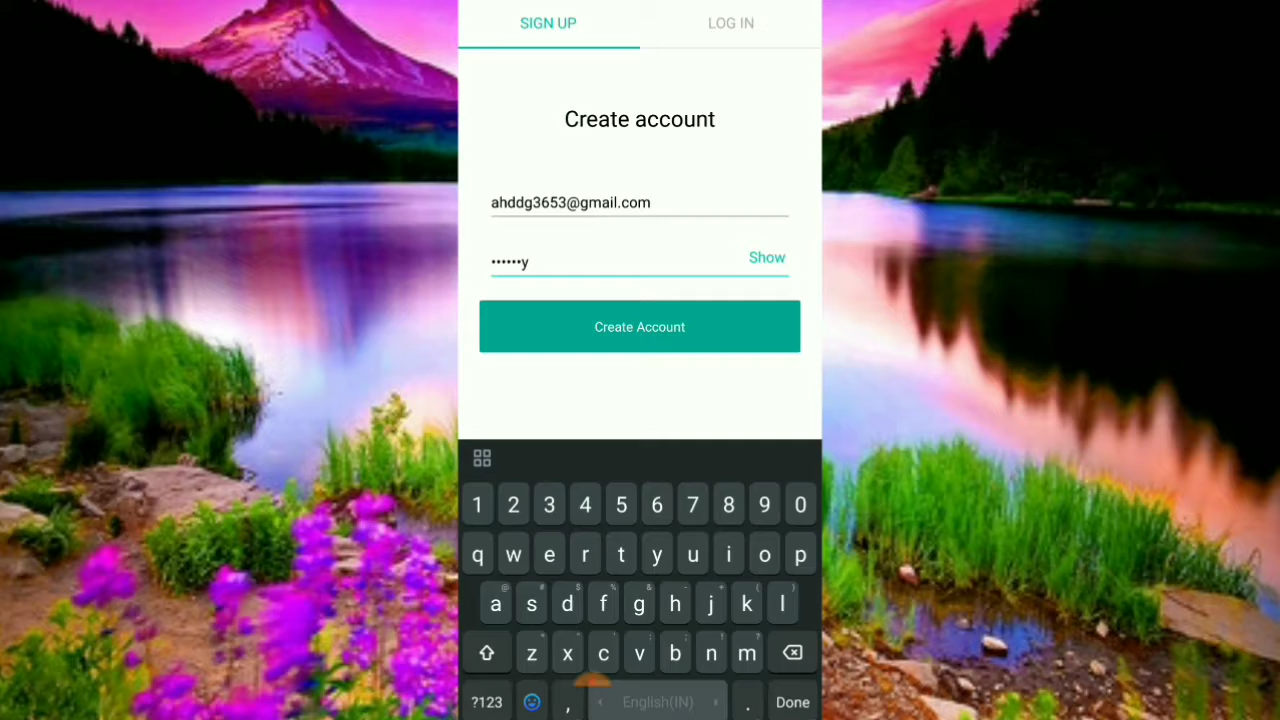 SIGN UP LOG IN
Create account
ahddg3653@gmail.com
••••••y Show
Create Account
1 2 3 4 5 6 7 8 9 0
q w e r t y u i o p
@ # $ % & - + ( )
a s d f g h j k l
z x c v b n m
?123 , English(IN) . Done